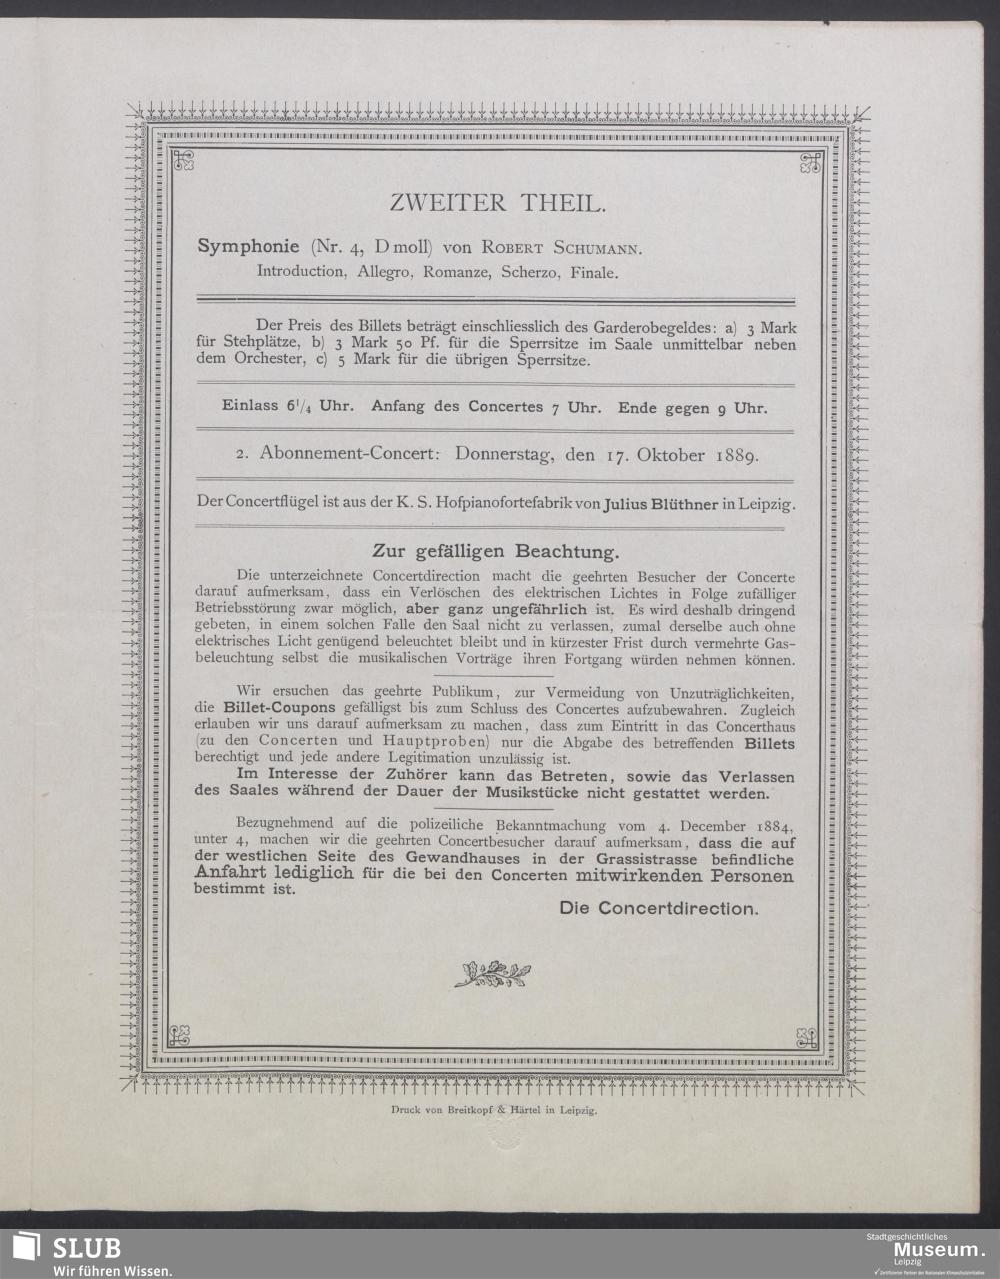 ZWEITER THEIL.
Symphonie (Nr. 4, D moll) von ROBERT SCHUMANN.
Introduction, Allegro, Romanze, Scherzo, Finale.
Der Preis des Billets beträgt einschliesslich des Garderobegeldes: a) 3 Mark
für Stehplätze, b) 3 Mark 50 Pf. für die Sperrsitze im Saale unmittelbar neben
dem Orchester, c) 5 Mark für die übrigen Sperrsitze.
Einlass 6¹/₄ Uhr. Anfang des Concertes 7 Uhr. Ende gegen 9 Uhr.
2. Abonnement-Concert: Donnerstag, den 17. Oktober 1889.
Der Concertflügel ist aus der K. S. Hofpianofortefabrik von Julius Blüthner in Leipzig.
Zur gefälligen Beachtung.
Die unterzeichnete Concertdirection macht die geehrten Besucher der Concerte
darauf aufmerksam, dass ein Verlöschen des elektrischen Lichtes in Folge zufälliger
Betriebsstörung zwar möglich, aber ganz ungefährlich ist. Es wird deshalb dringend
gebeten, in einem solchen Falle den Saal nicht zu verlassen, zumal derselbe auch ohne
elektrisches Licht genügend beleuchtet bleibt und in kürzester Frist durch vermehrte Gas-
beleuchtung selbst die musikalischen Vorträge ihren Fortgang würden nehmen können.
Wir ersuchen das geehrte Publikum, zur Vermeidung von Unzuträglichkeiten,
die Billet-Coupons gefälligst bis zum Schluss des Concertes aufzubewahren. Zugleich
erlauben wir uns darauf aufmerksam zu machen, dass zum Eintritt in das Concerthaus
(zu den Concerten und Hauptproben) nur die Abgabe des betreffenden Billets
berechtigt und jede andere Legitimation unzulässig ist.
Im Interesse der Zuhörer kann das Betreten, sowie das Verlassen
des Saales während der Dauer der Musikstücke nicht gestattet werden.
Bezugnehmend auf die polizeiliche Bekanntmachung vom 4. December 1884,
unter 4, machen wir die geehrten Concertbesucher darauf aufmerksam, dass die auf
der westlichen Seite des Gewandhauses in der Grassistrasse befindliche
Anfahrt lediglich für die bei den Concerten mitwirkenden Personen
bestimmt ist.
Die Concertdirection.
Druck von Breitkopf & Härtel in Leipzig.
SLUB
Wir führen Wissen.
Stadtgeschichtliches
Museum.
Leipzig
Zertifizierter Partner der Nationalen Klimaschutzinitiative